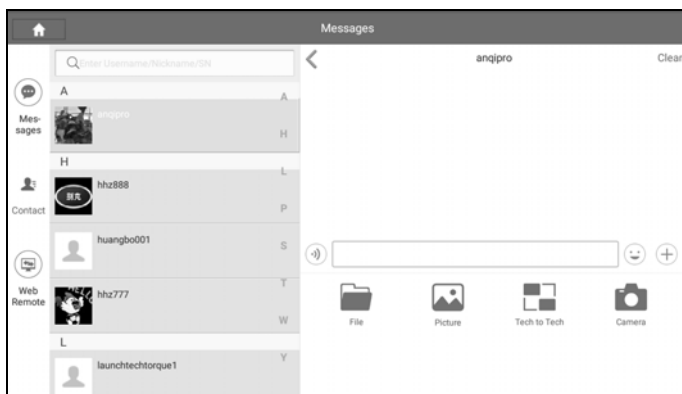 Messages
Enter Username/Nickname/SN
anqipro
Clear
Mes-
sages
Contact
Web
Remote
A
anqipro
H
hhz888
huangbo001
hhz777
L
launchtechtorque1
A
H
L
P
S
T
W
Y
File
Picture
Tech to Tech
Camera